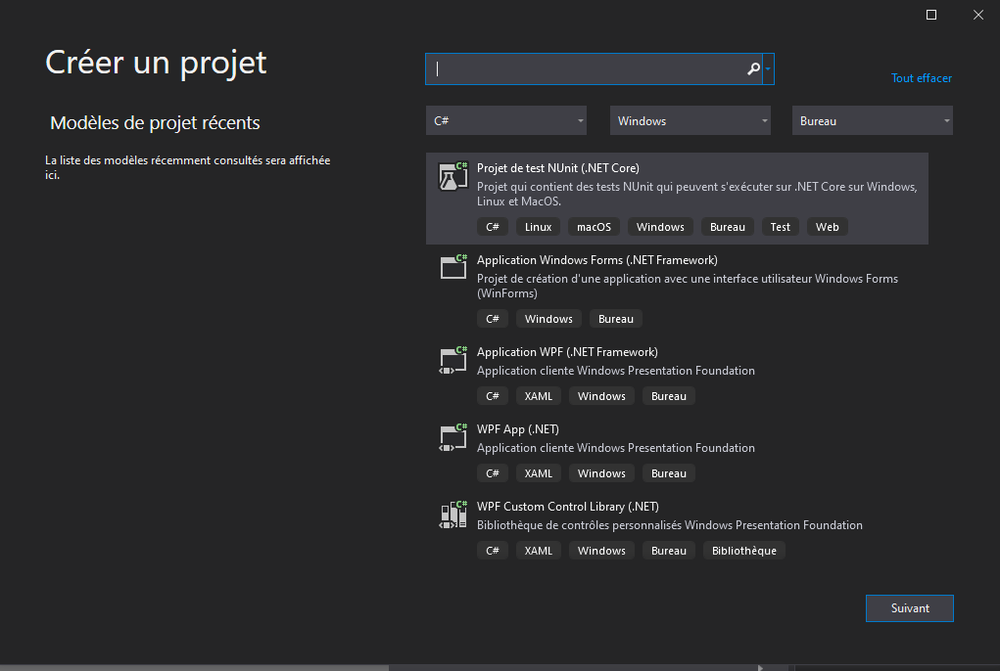 Créer un projet
Tout effacer
C#
Windows
Bureau
Modèles de projet récents
La liste des modèles récemment consultés sera affichée
ici.
C#
Projet de test NUnit (.NET Core)
Projet qui contient des tests NUnit qui peuvent s'exécuter sur .NET Core sur Windows,
Linux et MacOS.
C# Linux macOS Windows Bureau Test Web
C#
Application Windows Forms (.NET Framework)
Projet de création d'une application avec une interface utilisateur Windows Forms
(WinForms)
C# Windows Bureau
C#
Application WPF (.NET Framework)
Application cliente Windows Presentation Foundation
C# XAML Windows Bureau
C#
WPF App (.NET)
Application cliente Windows Presentation Foundation
C# XAML Windows Bureau
C#
WPF Custom Control Library (.NET)
Bibliothèque de contrôles personnalisés Windows Presentation Foundation
C# XAML Windows Bureau Bibliothèque
Suivant